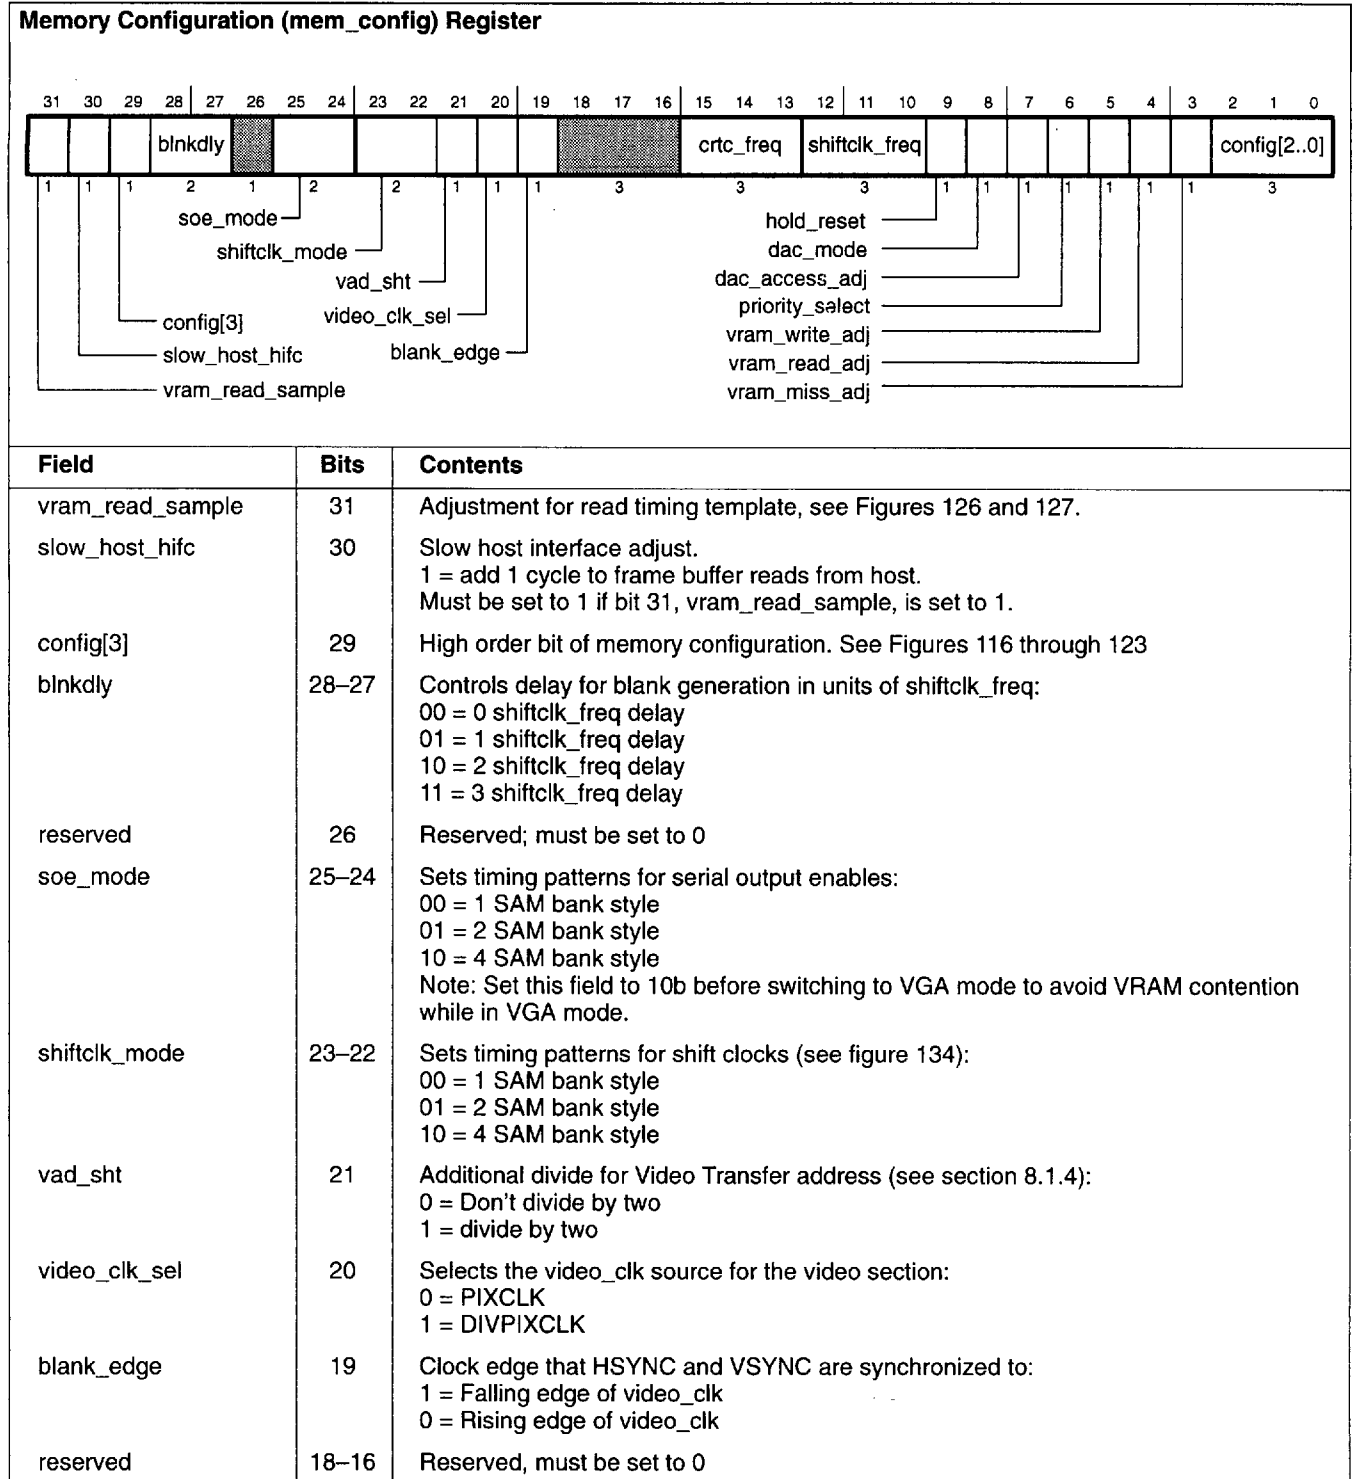 Memory Configuration (mem_config) Register
31 30 29 28 27 26 25 24 23 22 21 20 19 18 17 16 15 14 13 12 11 10 9 8 7 6 5 4 3 2 1 0
blnkdly crtc_freq shiftclk_freq config[2..0]
1 1 1 2 1 2 2 1 1 1 3 3 3 1 1 1 1 1 1 1 3
soe_mode
shiftclk_mode
vad_sht
video_clk_sel
blank_edge
config[3]
slow_host_hifc
vram_read_sample
hold_reset
dac_mode
dac_access_adj
priority_select
vram_write_adj
vram_read_adj
vram_miss_adj
Field Bits Contents
vram_read_sample 31 Adjustment for read timing template, see Figures 126 and 127.
slow_host_hifc 30 Slow host interface adjust.
1 = add 1 cycle to frame buffer reads from host.
Must be set to 1 if bit 31, vram_read_sample, is set to 1.
config[3] 29 High order bit of memory configuration. See Figures 116 through 123
blnkdly 28–27 Controls delay for blank generation in units of shiftclk_freq:
00 = 0 shiftclk_freq delay
01 = 1 shiftclk_freq delay
10 = 2 shiftclk_freq delay
11 = 3 shiftclk_freq delay
reserved 26 Reserved; must be set to 0
soe_mode 25–24 Sets timing patterns for serial output enables:
00 = 1 SAM bank style
01 = 2 SAM bank style
10 = 4 SAM bank style
Note: Set this field to 10b before switching to VGA mode to avoid VRAM contention
while in VGA mode.
shiftclk_mode 23–22 Sets timing patterns for shift clocks (see figure 134):
00 = 1 SAM bank style
01 = 2 SAM bank style
10 = 4 SAM bank style
vad_sht 21 Additional divide for Video Transfer address (see section 8.1.4):
0 = Don't divide by two
1 = divide by two
video_clk_sel 20 Selects the video_clk source for the video section:
0 = PIXCLK
1 = DIVPIXCLK
blank_edge 19 Clock edge that HSYNC and VSYNC are synchronized to:
1 = Falling edge of video_clk
0 = Rising edge of video_clk
reserved 18–16 Reserved, must be set to 0